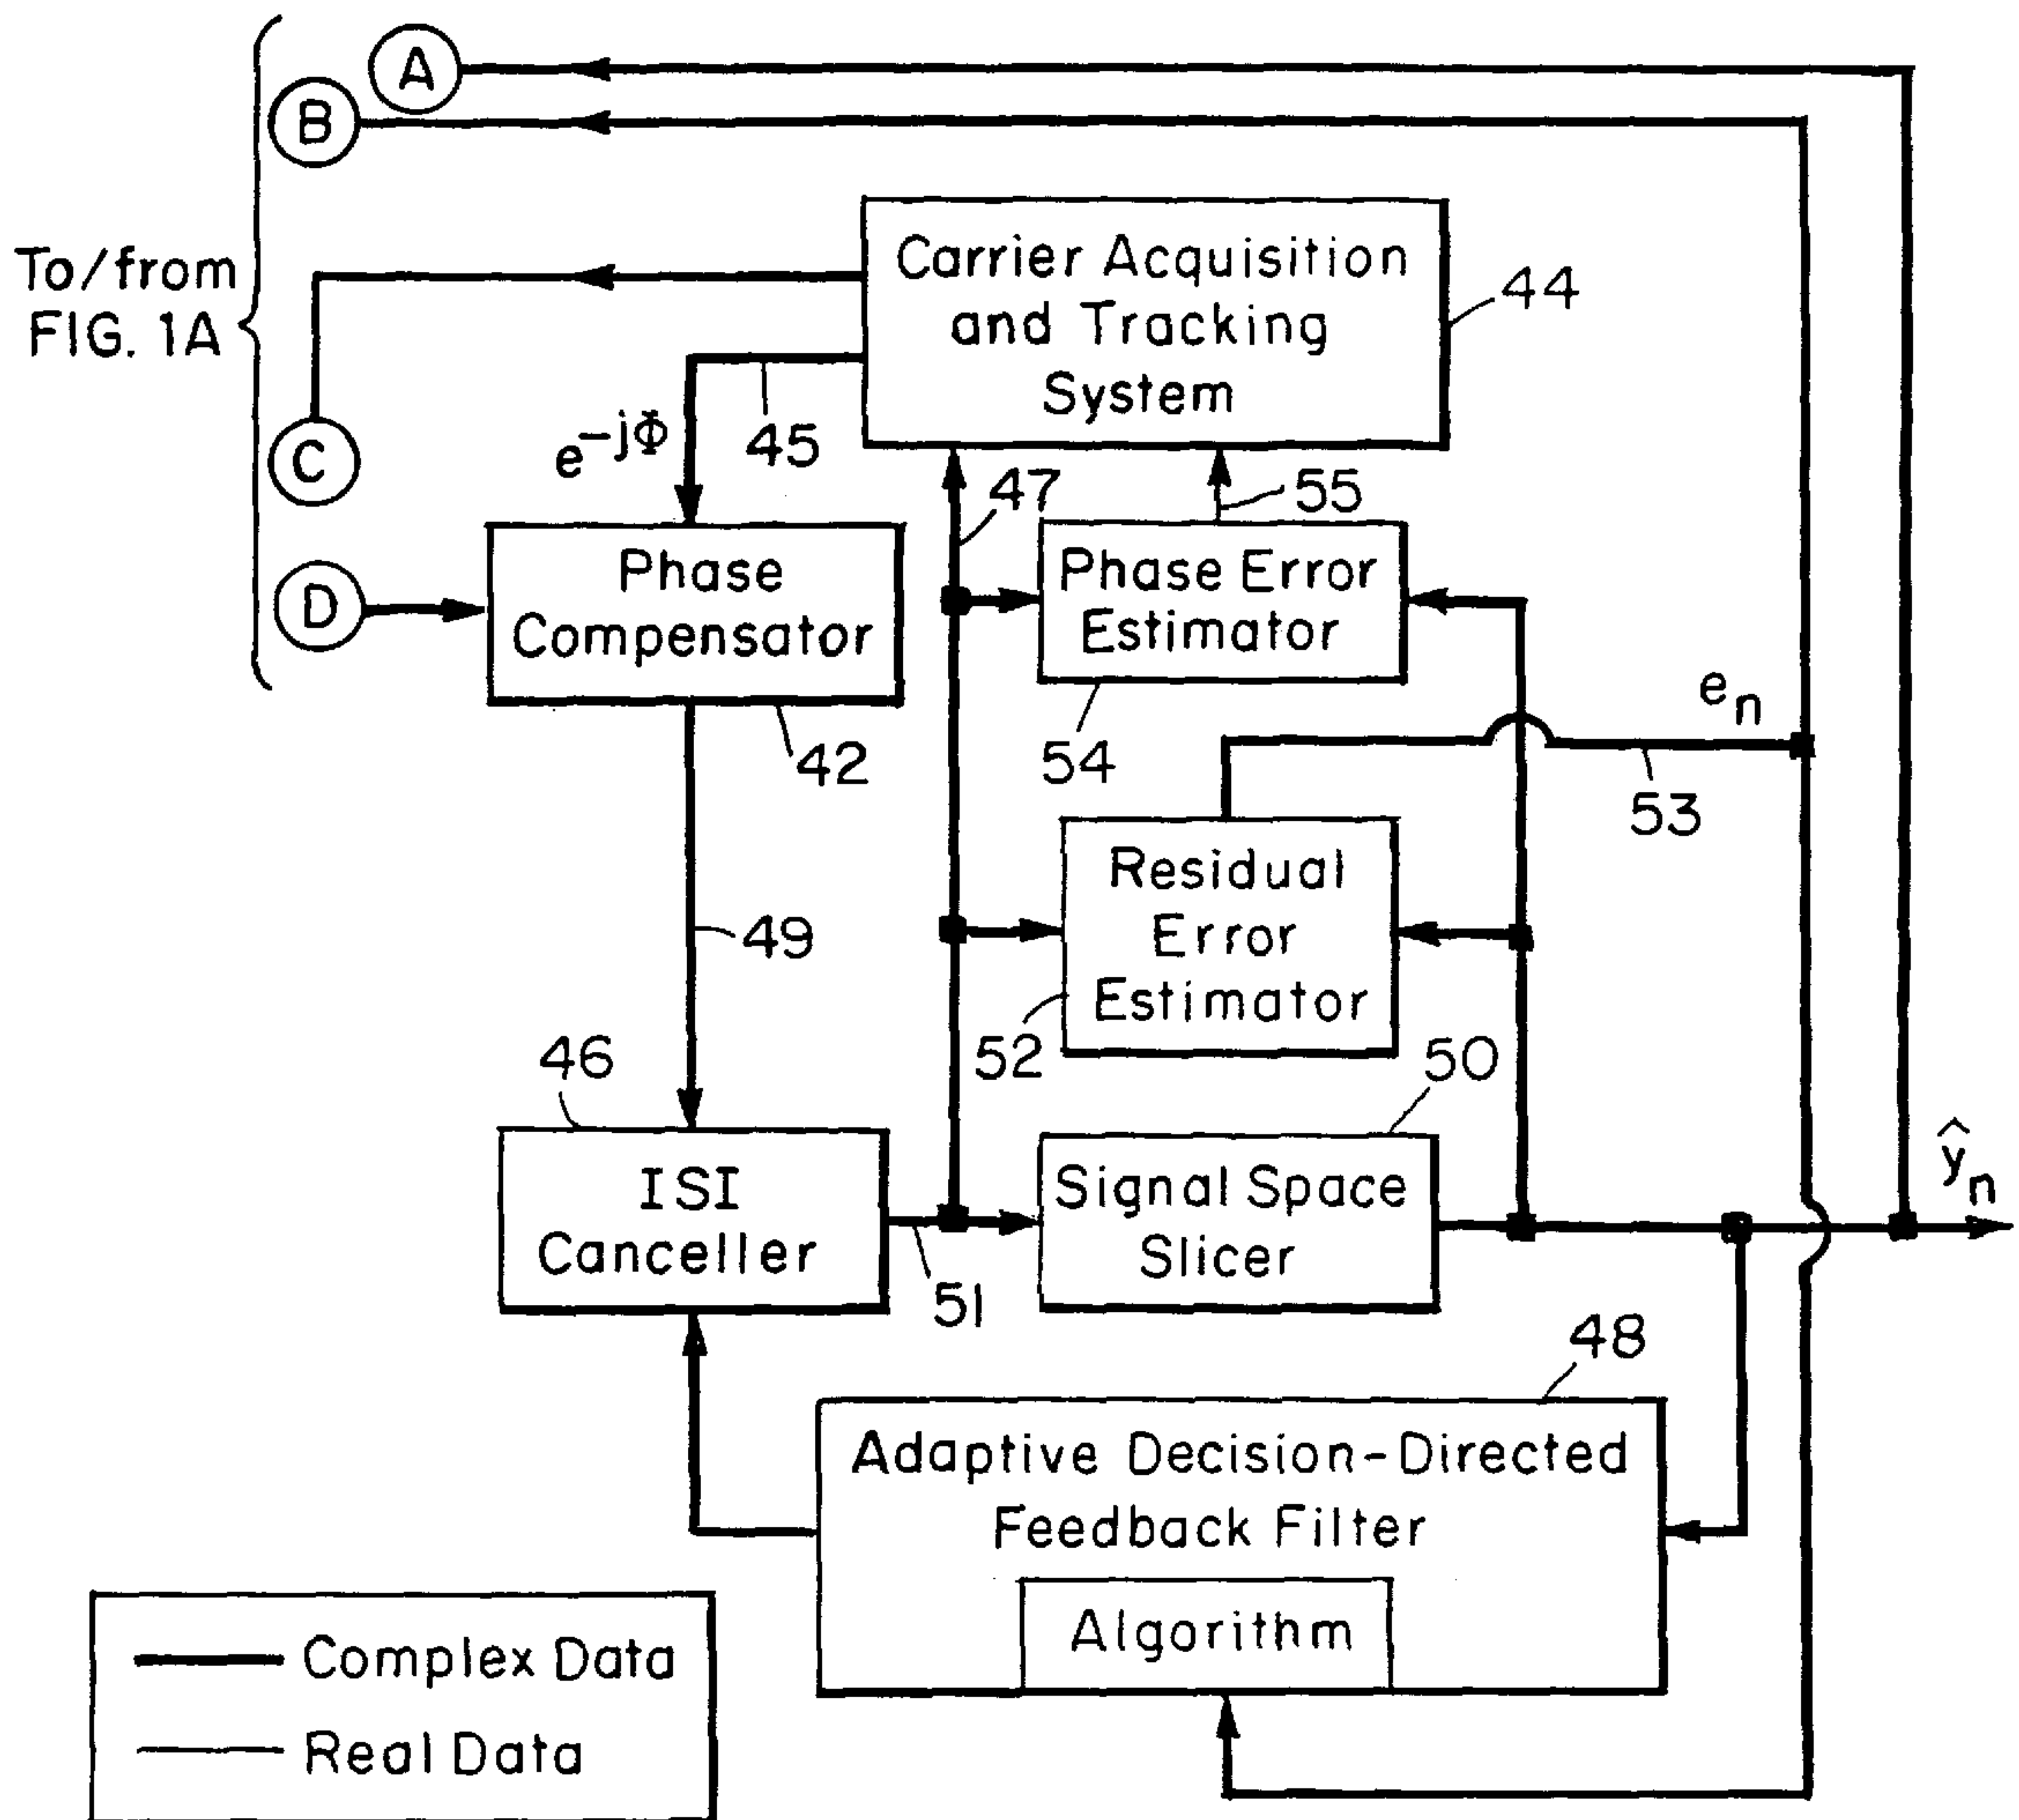 A
B
To/from
FIG. 1A
Carrier Acquisition
and Tracking
System
44
e^-jΦ
45
C
47
55
D
Phase
Compensator
Phase Error
Estimator
42
54
e_n
53
49
Residual
Error
Estimator
52
46
50
ISI
Canceller
Signal Space
Slicer
ŷ_n
51
48
Adaptive Decision-Directed
Feedback Filter
Algorithm
Complex Data
Real Data